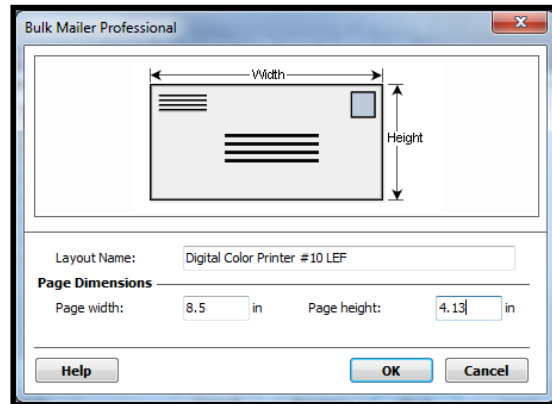 Bulk Mailer Professional
Width
Height
Layout Name: Digital Color Printer #10 LEF
Page Dimensions
Page width: 8.5 in Page height: 4.13 in
Help OK Cancel